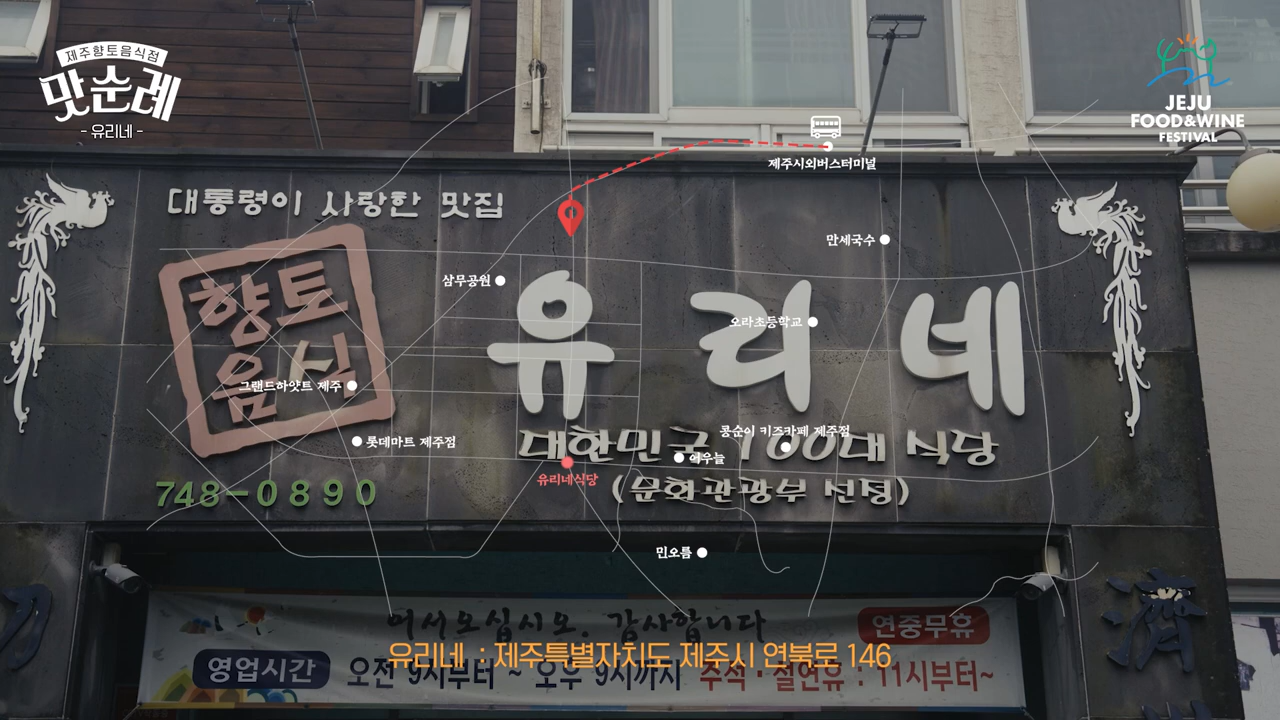 제주향토음식점
맛순례
- 유리네 -
JEJU
FOOD&WINE
FESTIVAL
제주시외버스터미널
대통령이 사랑한 맛집
만세국수
삼무공원
향토
음식
유리네
오라초등학교
그랜드하얏트 제주
롯데마트 제주점
콩순이 키즈카페 제주점
대한민국 100대 식당
여우늘
유리네식당
748-0890
(문화관광부 선정)
민오름
어서오십시오. 감사합니다
연중무휴
유리네 : 제주특별자치도 제주시 연북로 146
영업시간
오전 9시부터 ~ 오후 9시까지
추석·설연휴 : 11시부터~
濟